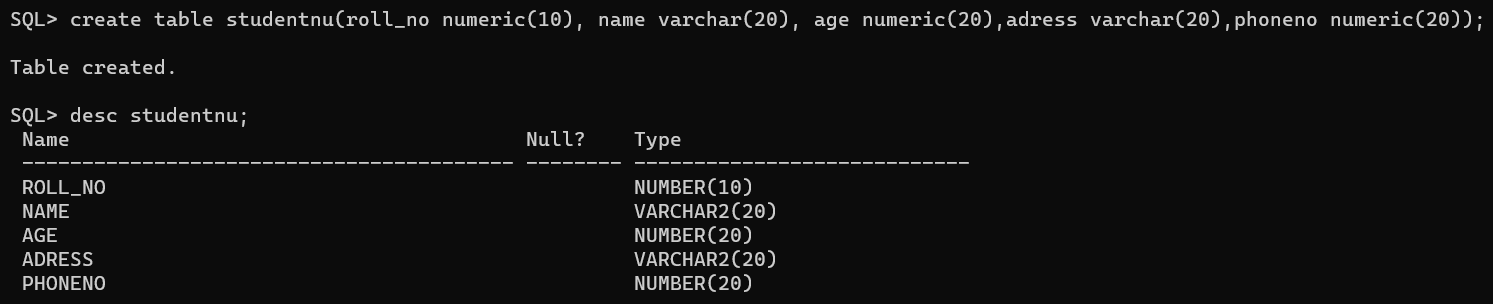 SQL> create table studentnu(roll_no numeric(10), name varchar(20), age numeric(20),adress varchar(20),phoneno numeric(20));
Table created.
SQL> desc studentnu;
Name Null? Type
----------------------------------------- -------- ----------------------------
ROLL_NO NUMBER(10)
NAME VARCHAR2(20)
AGE NUMBER(20)
ADRESS VARCHAR2(20)
PHONENO NUMBER(20)